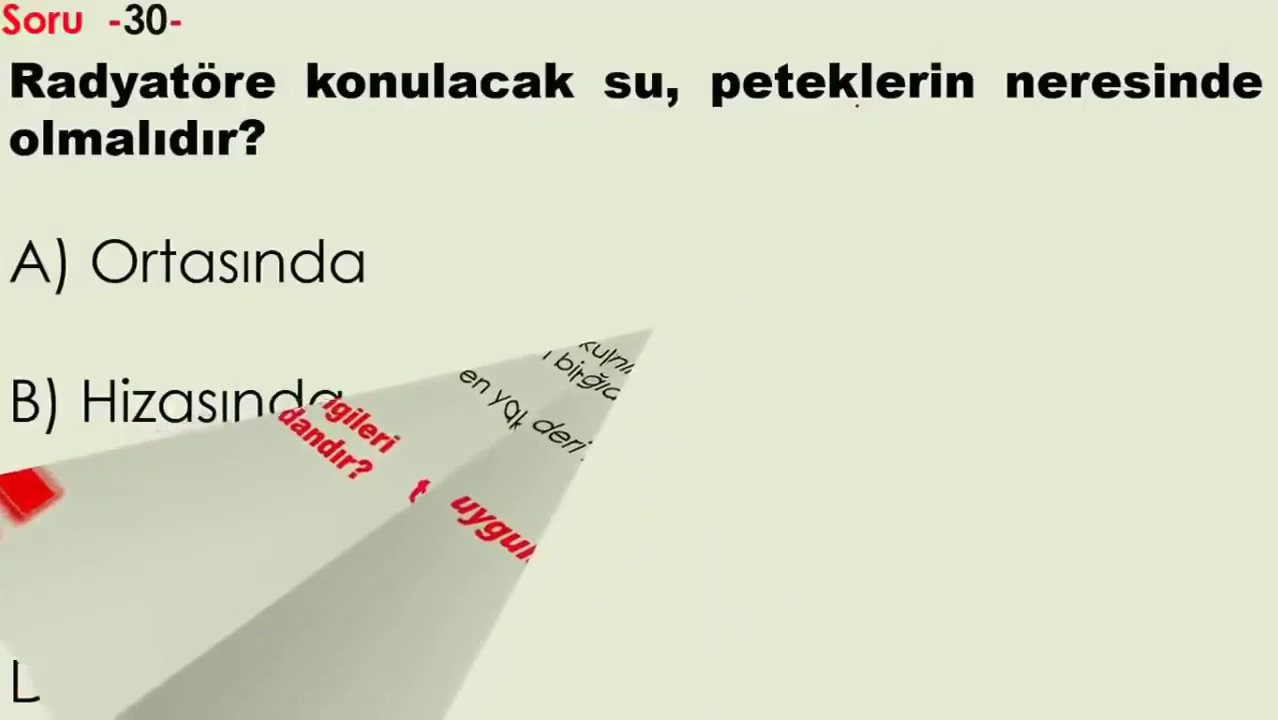 Soru -30-
Radyatöre konulacak su, peteklerin neresinde
olmalıdır?
A) Ortasında
B) Hizasında